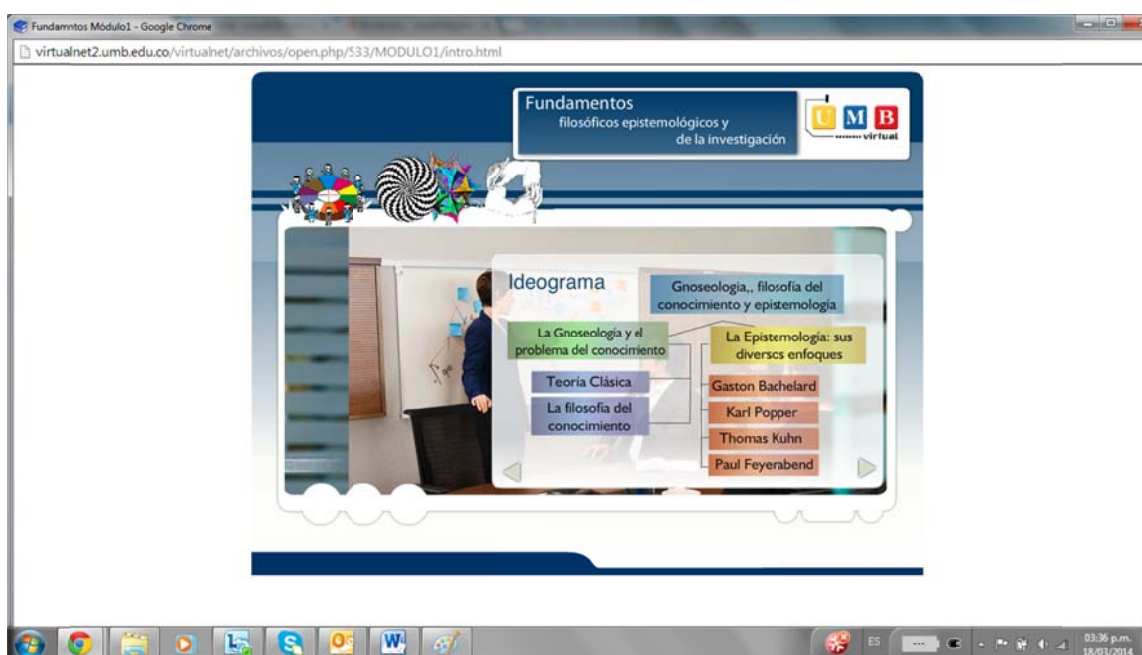 Fundamntos Módulo1 - Google Chrome
virtualnet2.umb.edu.co/virtualnet/archivos/open.php/533/MODULO1/intro.html
Fundamentos
filosóficos epistemológicos y
de la investigación
U M B
virtual
Ideograma
Gnoseologia,, filosofía del
conocimiento y epistemología
La Gnoseología y el
problema del conocimiento
Teoría Clásica
La filosofía del
conocimiento
La Epistemología: sus
diversos enfoques
Gaston Bachelard
Karl Popper
Thomas Kuhn
Paul Feyerabend
ES
03:36 p.m.
18/03/2014